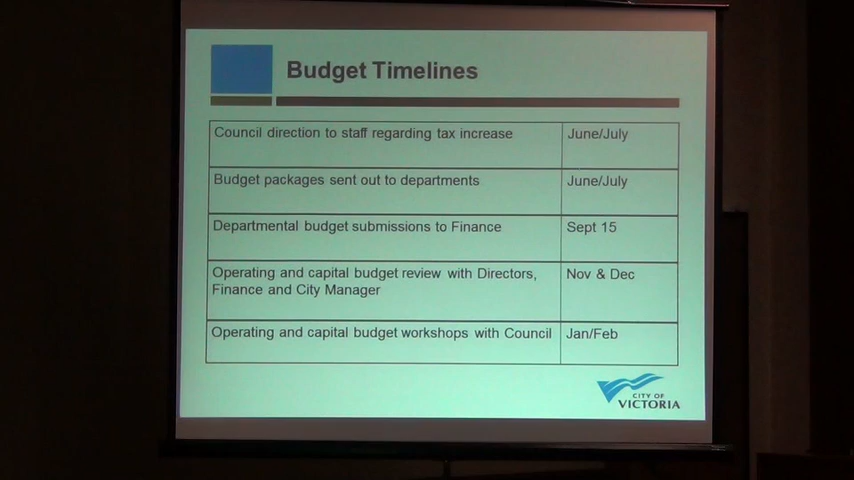 Budget Timelines
Council direction to staff regarding tax increase June/July
Budget packages sent out to departments June/July
Departmental budget submissions to Finance Sept 15
Operating and capital budget review with Directors, Nov & Dec
Finance and City Manager
Operating and capital budget workshops with Council Jan/Feb
CITY OF
VICTORIA